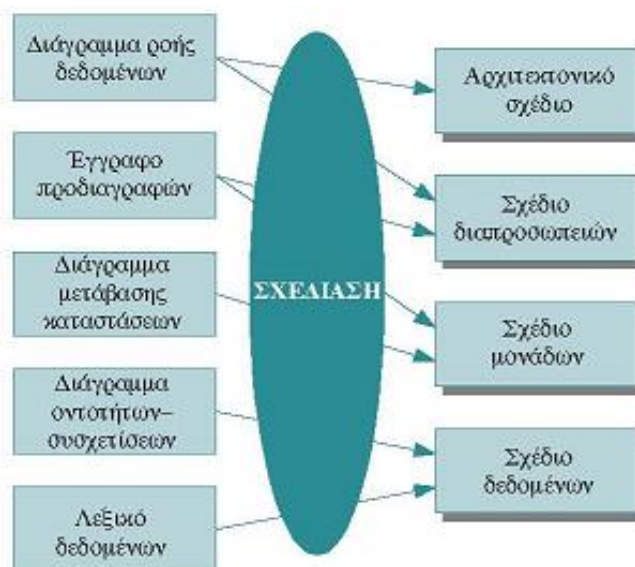 Διάγραμμα ροής
δεδομένων
Έγγραφο
προδιαγραφών
Διάγραμμα
μετάβασης
καταστάσεων
Διάγραμμα
οντοτήτων–
συσχετίσεων
Λεξικό
δεδομένων
ΣΧΕΔΙΑΣΗ
Αρχιτεκτονικό
σχέδιο
Σχέδιο
διαπροσωπειών
Σχέδιο
μονάδων
Σχέδιο
δεδομένων